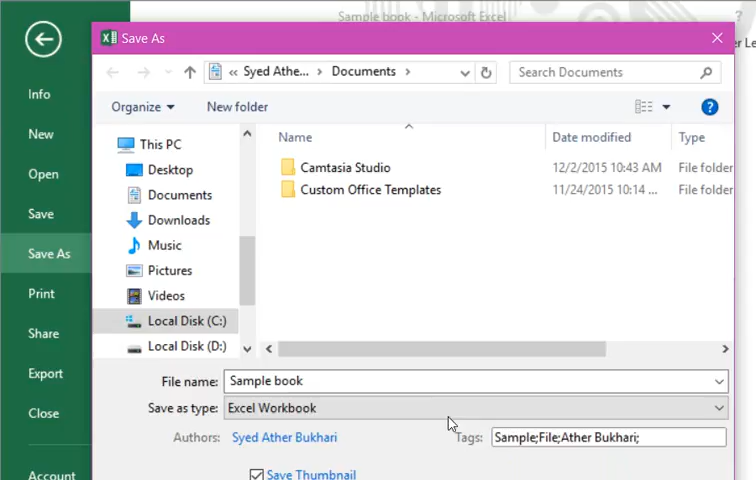 Sample book - Microsoft Excel
?
Save As
er Le
« Syed Athe... > Documents >
Search Documents
Organize
New folder
?
Info
New
Open
Save
Save As
Print
Share
Export
Close
Account
This PC
Desktop
Documents
Downloads
Music
Pictures
Videos
Local Disk (C:)
Local Disk (D:)
Name
Date modified
Type
Camtasia Studio
12/2/2015 10:43 AM
File folder
Custom Office Templates
11/24/2015 10:14 ...
File folder
File name:
Sample book
Save as type:
Excel Workbook
Authors:
Syed Ather Bukhari
Tags:
Sample;File;Ather Bukhari;
Save Thumbnail